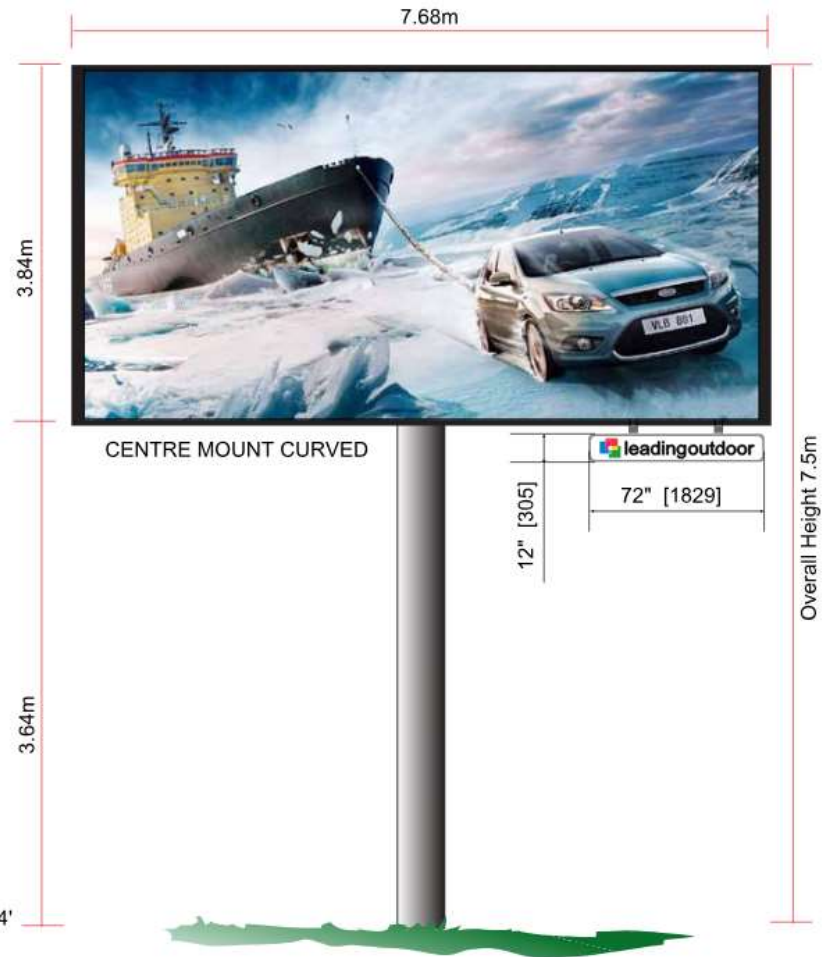 7.68m
3.84m
CENTRE MOUNT CURVED
leadingoutdoor
72" [1829]
12" [305]
Overall Height 7.5m
3.64m
4'
VLB 801